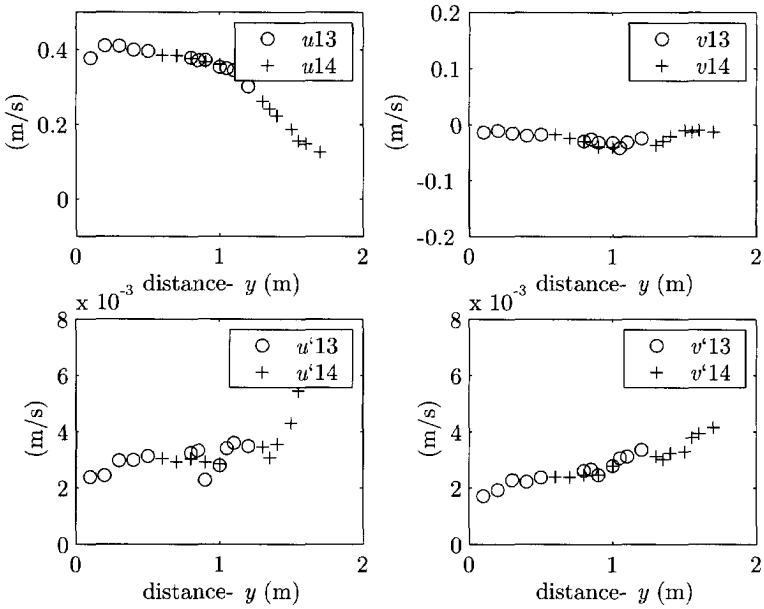 u13
u14
0.4
0.2
0
(m/s)
0
1
2
distance- y (m)
v13
v14
0.2
0.1
0
-0.1
-0.2
(m/s)
0
1
2
distance- y (m)
x 10-3
u‘13
u‘14
8
6
4
2
0
(m/s)
0
1
2
distance- y (m)
x 10-3
v‘13
v‘14
8
6
4
2
0
(m/s)
0
1
2
distance- y (m)